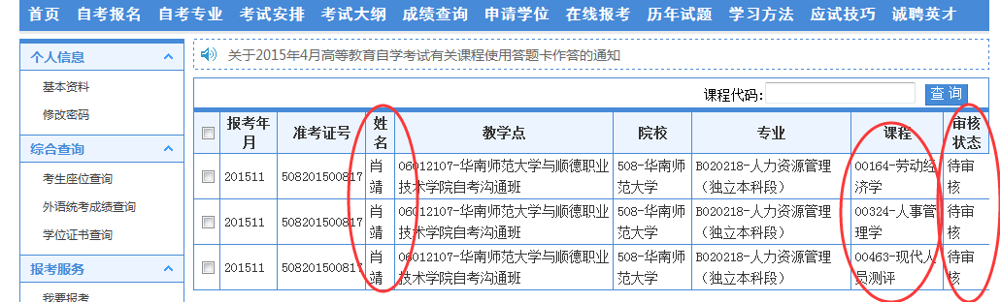 首页 自考报名 自考专业 考试安排 考试大纲 成绩查询 申请学位 在线报考 历年试题 学习方法 应试技巧 诚聘英才
个人信息
基本资料
修改密码
综合查询
考生座位查询
外语统考成绩查询
学位证书查询
报考服务
我要报考
关于2015年4月高等教育自学考试有关课程使用答题卡作答的通知
课程代码: 查 询
报考年月 准考证号 姓名 教学点 院校 专业 课程 审核状态
201511 508201500817 肖靖 06012107-华南师范大学与顺德职业技术学院自考沟通班 508-华南师范大学 B020218-人力资源管理（独立本科段） 00164-劳动经济学 待审核
201511 508201500817 肖靖 06012107-华南师范大学与顺德职业技术学院自考沟通班 508-华南师范大学 B020218-人力资源管理（独立本科段） 00324-人事管理学 待审核
201511 508201500817 肖靖 06012107-华南师范大学与顺德职业技术学院自考沟通班 508-华南师范大学 B020218-人力资源管理（独立本科段） 00463-现代人员测评 待审核